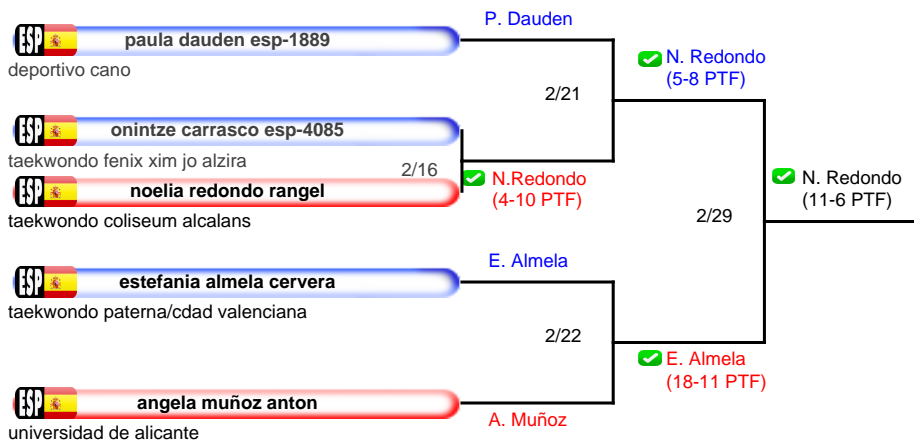 P. Dauden
ESP paula dauden esp-1889
deportivo cano
N. Redondo
(5-8 PTF)
2/21
ESP onintze carrasco esp-4085
taekwondo fenix xim jo alzira
2/16
N.Redondo
(4-10 PTF)
ESP noelia redondo rangel
taekwondo coliseum alcalans
N. Redondo
(11-6 PTF)
2/29
E. Almela
ESP estefania almela cervera
taekwondo paterna/cdad valenciana
2/22
E. Almela
(18-11 PTF)
ESP angela muñoz anton
A. Muñoz
universidad de alicante